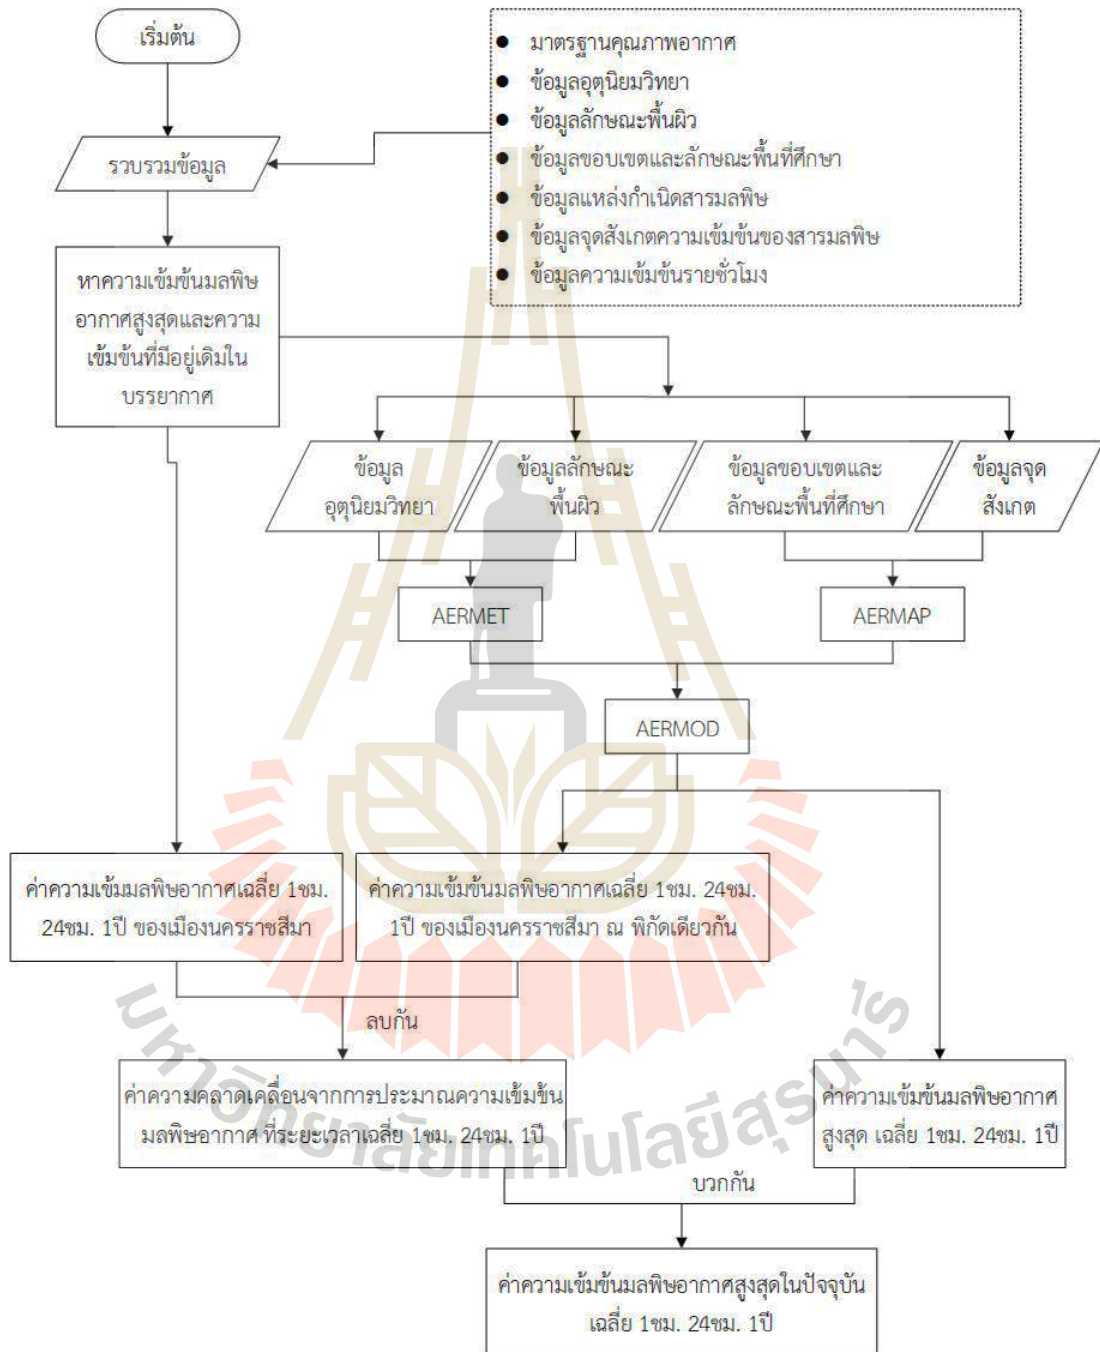 เริ่มต้น
● มาตรฐานคุณภาพอากาศ
● ข้อมูลอุตุนิยมวิทยา
● ข้อมูลลักษณะพื้นผิว
● ข้อมูลขอบเขตและลักษณะพื้นที่ศึกษา
● ข้อมูลแหล่งกำเนิดสารมลพิษ
● ข้อมูลจุดสังเกตความเข้มข้นของสารมลพิษ
● ข้อมูลความเข้มข้นรายชั่วโมง
รวบรวมข้อมูล
หาความเข้มข้นมลพิษ
อากาศสูงสุดและความ
เข้มข้นที่มีอยู่เดิมใน
บรรยากาศ
ข้อมูล
อุตุนิยมวิทยา
ข้อมูลลักษณะ
พื้นผิว
ข้อมูลขอบเขตและ
ลักษณะพื้นที่ศึกษา
ข้อมูลจุด
สังเกต
AERMET
AERMAP
AERMOD
ค่าความเข้มมลพิษอากาศเฉลี่ย 1ชม.
24ชม. 1ปี ของเมืองนครราชสีมา
ค่าความเข้มข้นมลพิษอากาศเฉลี่ย 1ชม. 24ชม.
1ปี ของเมืองนครราชสีมา ณ พิกัดเดียวกัน
ลบกัน
ค่าความคลาดเคลื่อนจากการประมาณความเข้มข้น
มลพิษอากาศ ที่ระยะเวลาเฉลี่ย 1ชม. 24ชม. 1ปี
ค่าความเข้มข้นมลพิษอากาศ
สูงสุด เฉลี่ย 1ชม. 24ชม. 1ปี
บวกกัน
ค่าความเข้มข้นมลพิษอากาศสูงสุดในปัจจุบัน
เฉลี่ย 1ชม. 24ชม. 1ปี
มหาวิทยาลัยเทคโนโลยีสุรนารี